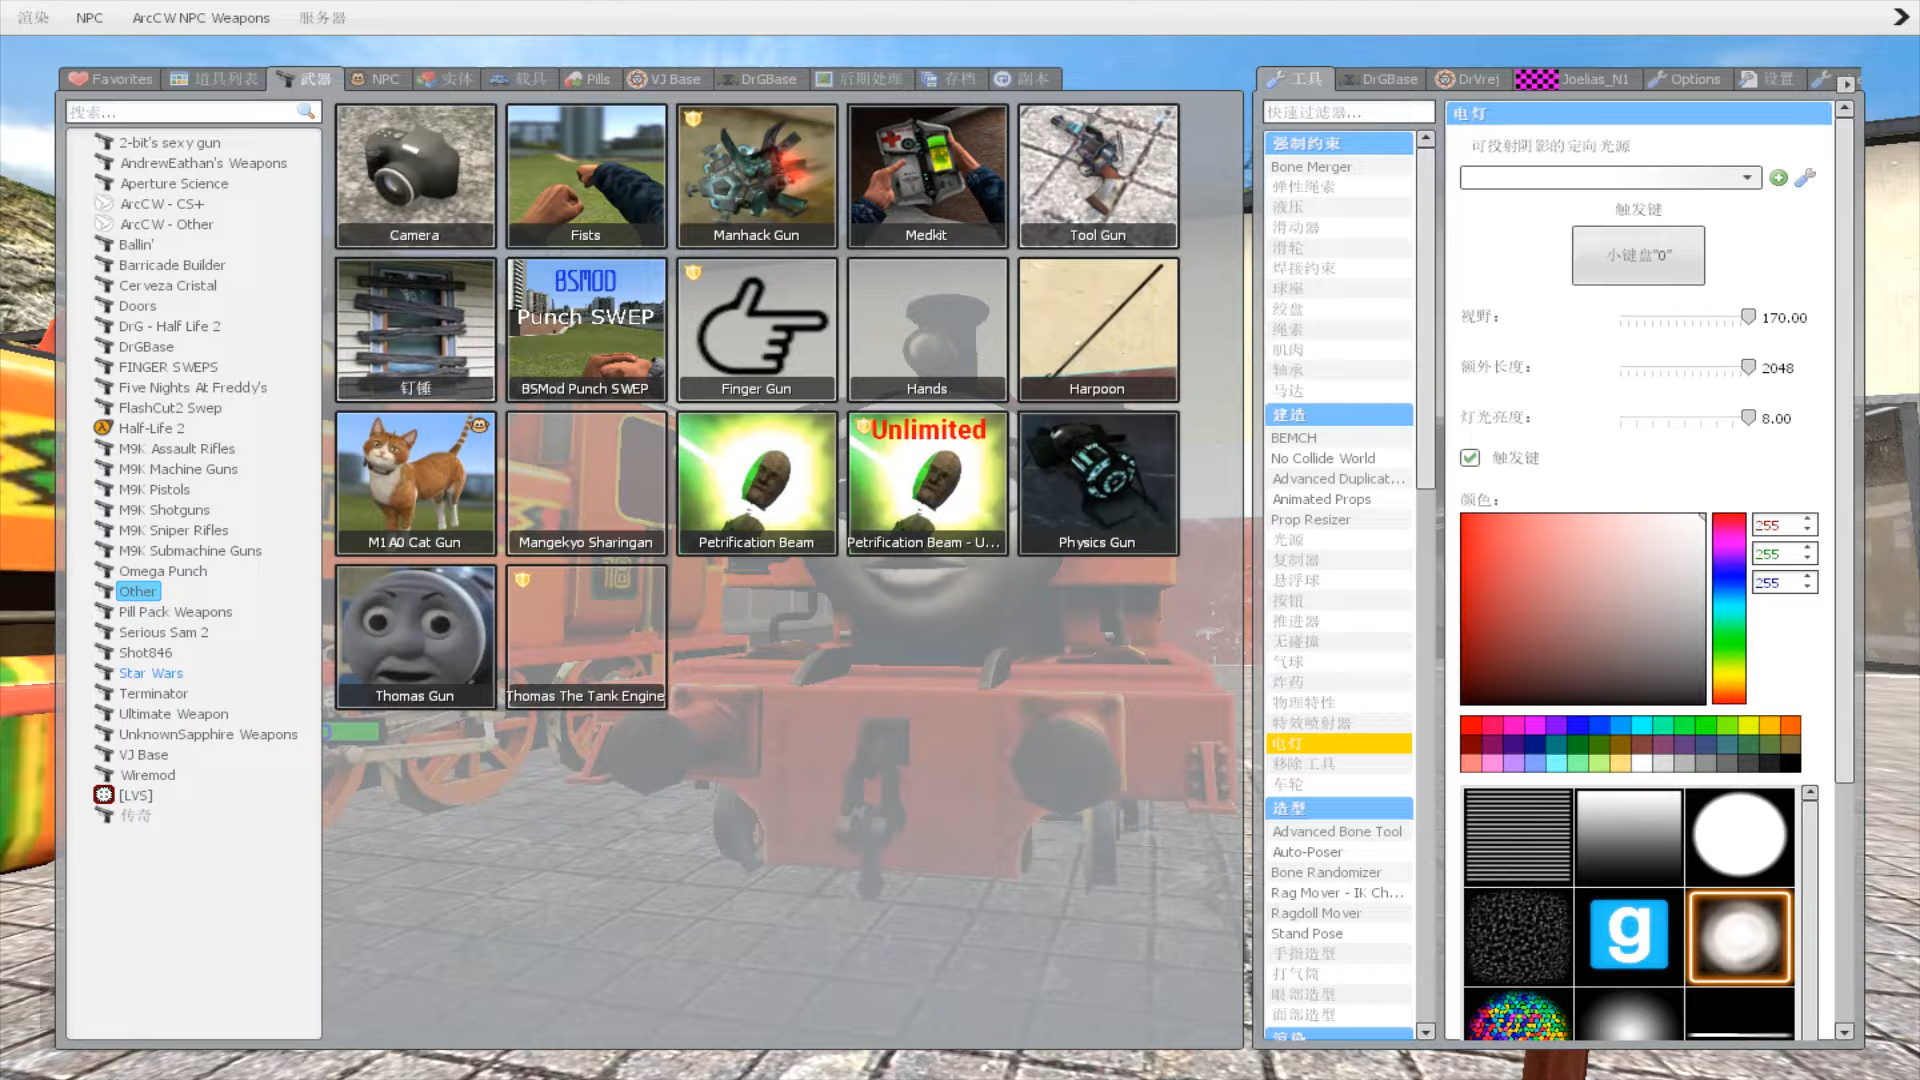 渲染 NPC ArcCW NPC Weapons 服务器
Favorites 道具列表 武器 NPC 实体 载具 Pills VJ Base DrGBase 后期处理 存档 副本
搜索...
2-bit's sexy gun
AndrewEathan's Weapons
Aperture Science
ArcCW - CS+
ArcCW - Other
Ballin'
Barricade Builder
Cerveza Cristal
Doors
DrG - Half Life 2
DrGBase
FINGER SWEPS
Five Nights At Freddy's
FlashCut2 Swep
Half-Life 2
M9K Assault Rifles
M9K Machine Guns
M9K Pistols
M9K Shotguns
M9K Sniper Rifles
M9K Submachine Guns
Omega Punch
Other
Pill Pack Weapons
Serious Sam 2
Shot846
Star Wars
Terminator
Ultimate Weapon
UnknownSapphire Weapons
VJ Base
Wiremod
[LVS]
传奇
Camera
Fists
Manhack Gun
Medkit
Tool Gun
钉锤
BSMOD
Punch SWEP
BSMod Punch SWEP
Finger Gun
Hands
Harpoon
M1A0 Cat Gun
Mangekyo Sharingan
Petrification Beam
Unlimited
Petrification Beam - U...
Physics Gun
Thomas Gun
Thomas The Tank Engine
工具 DrGBase DrVrej Joelias_N1 Options 设置
快速过滤器...
强制约束
Bone Merger
弹性绳索
液压
滑动器
滑轮
焊接约束
球座
绞盘
绳索
肌肉
轴承
马达
建造
BEMCH
No Collide World
Advanced Duplicat...
Animated Props
Prop Resizer
光源
复制器
悬浮球
按钮
推进器
无碰撞
气球
炸药
物理特性
特效喷射器
电灯
移除工具
车轮
造型
Advanced Bone Tool
Auto-Poser
Bone Randomizer
Rag Mover - IK Ch...
Ragdoll Mover
Stand Pose
手指造型
打气筒
眼部造型
面部造型
渲染
电灯
可投射阴影的定向光源
触发键
小键盘"0"
视野: 170.00
额外长度: 2048
灯光亮度: 8.00
触发键
颜色:
255
255
255
g